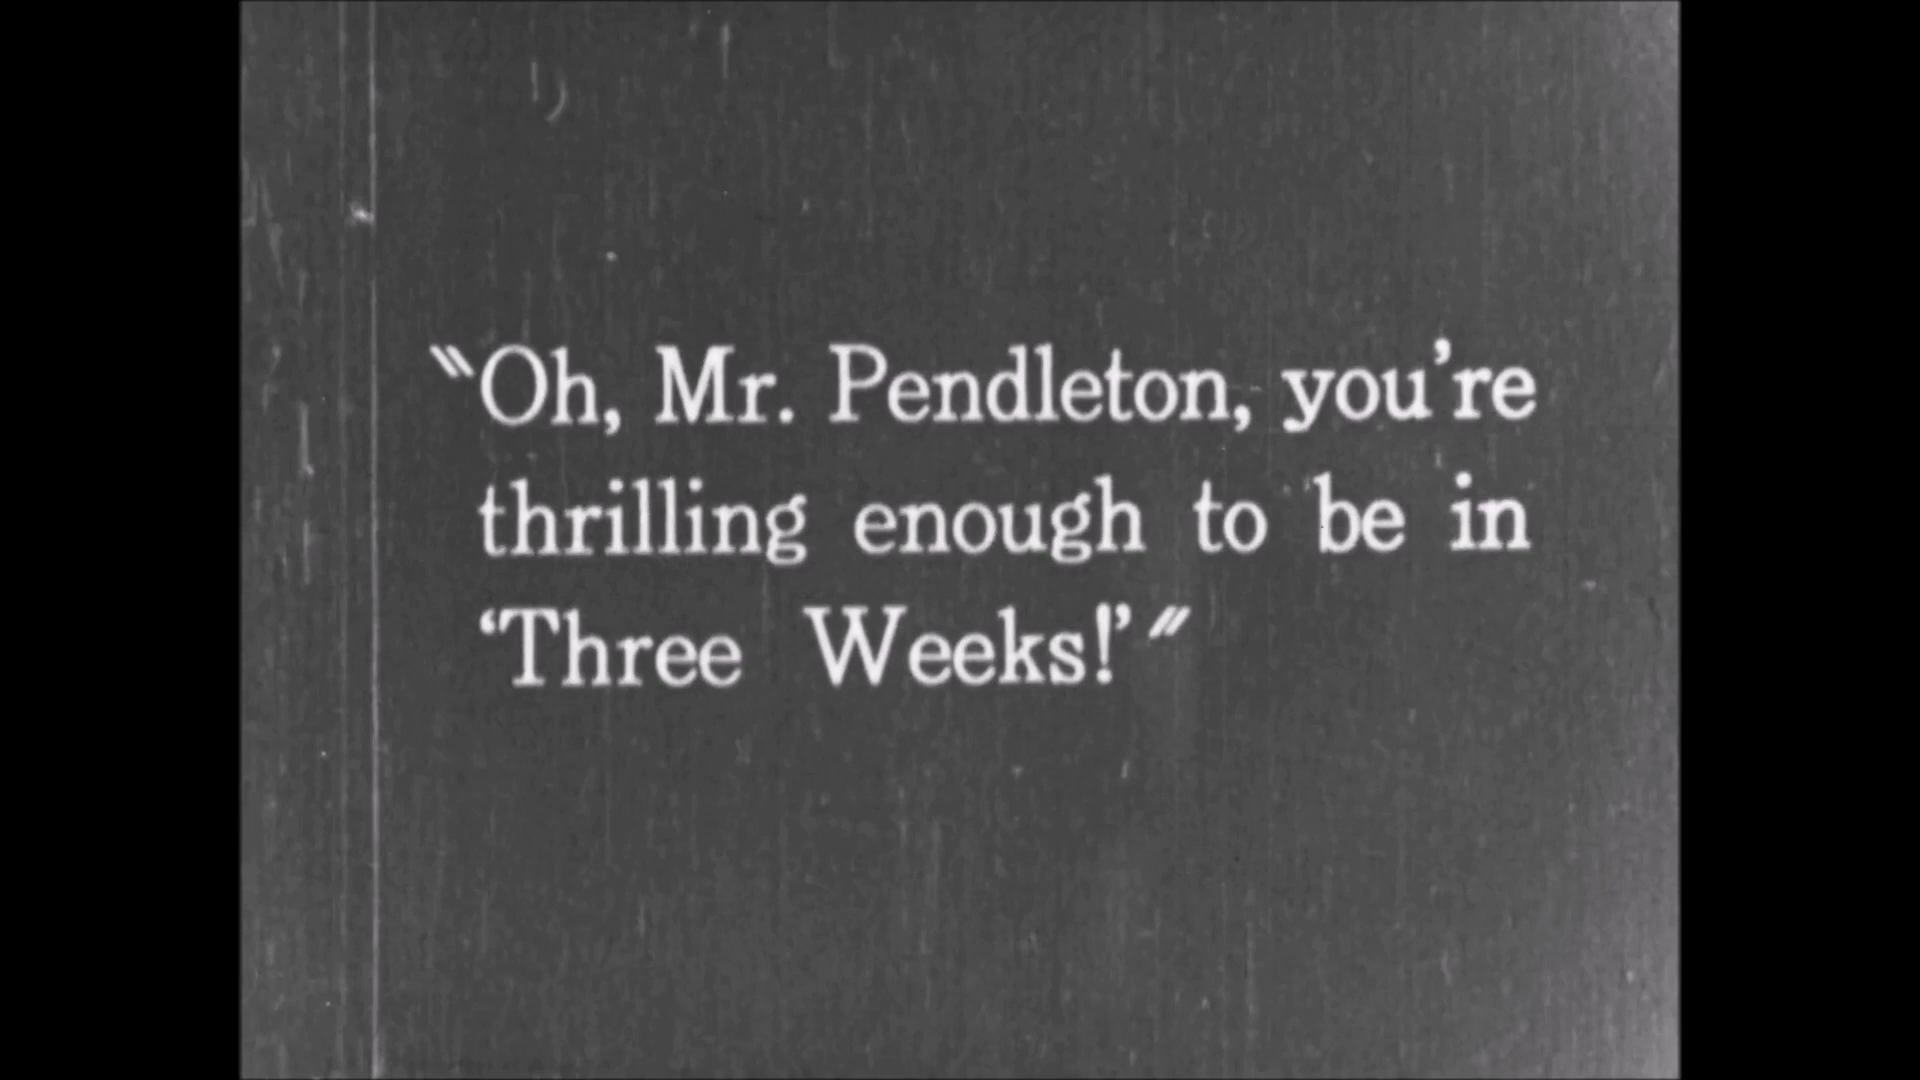 "Oh, Mr. Pendleton, you're
thrilling enough to be in
‘Three Weeks!’"